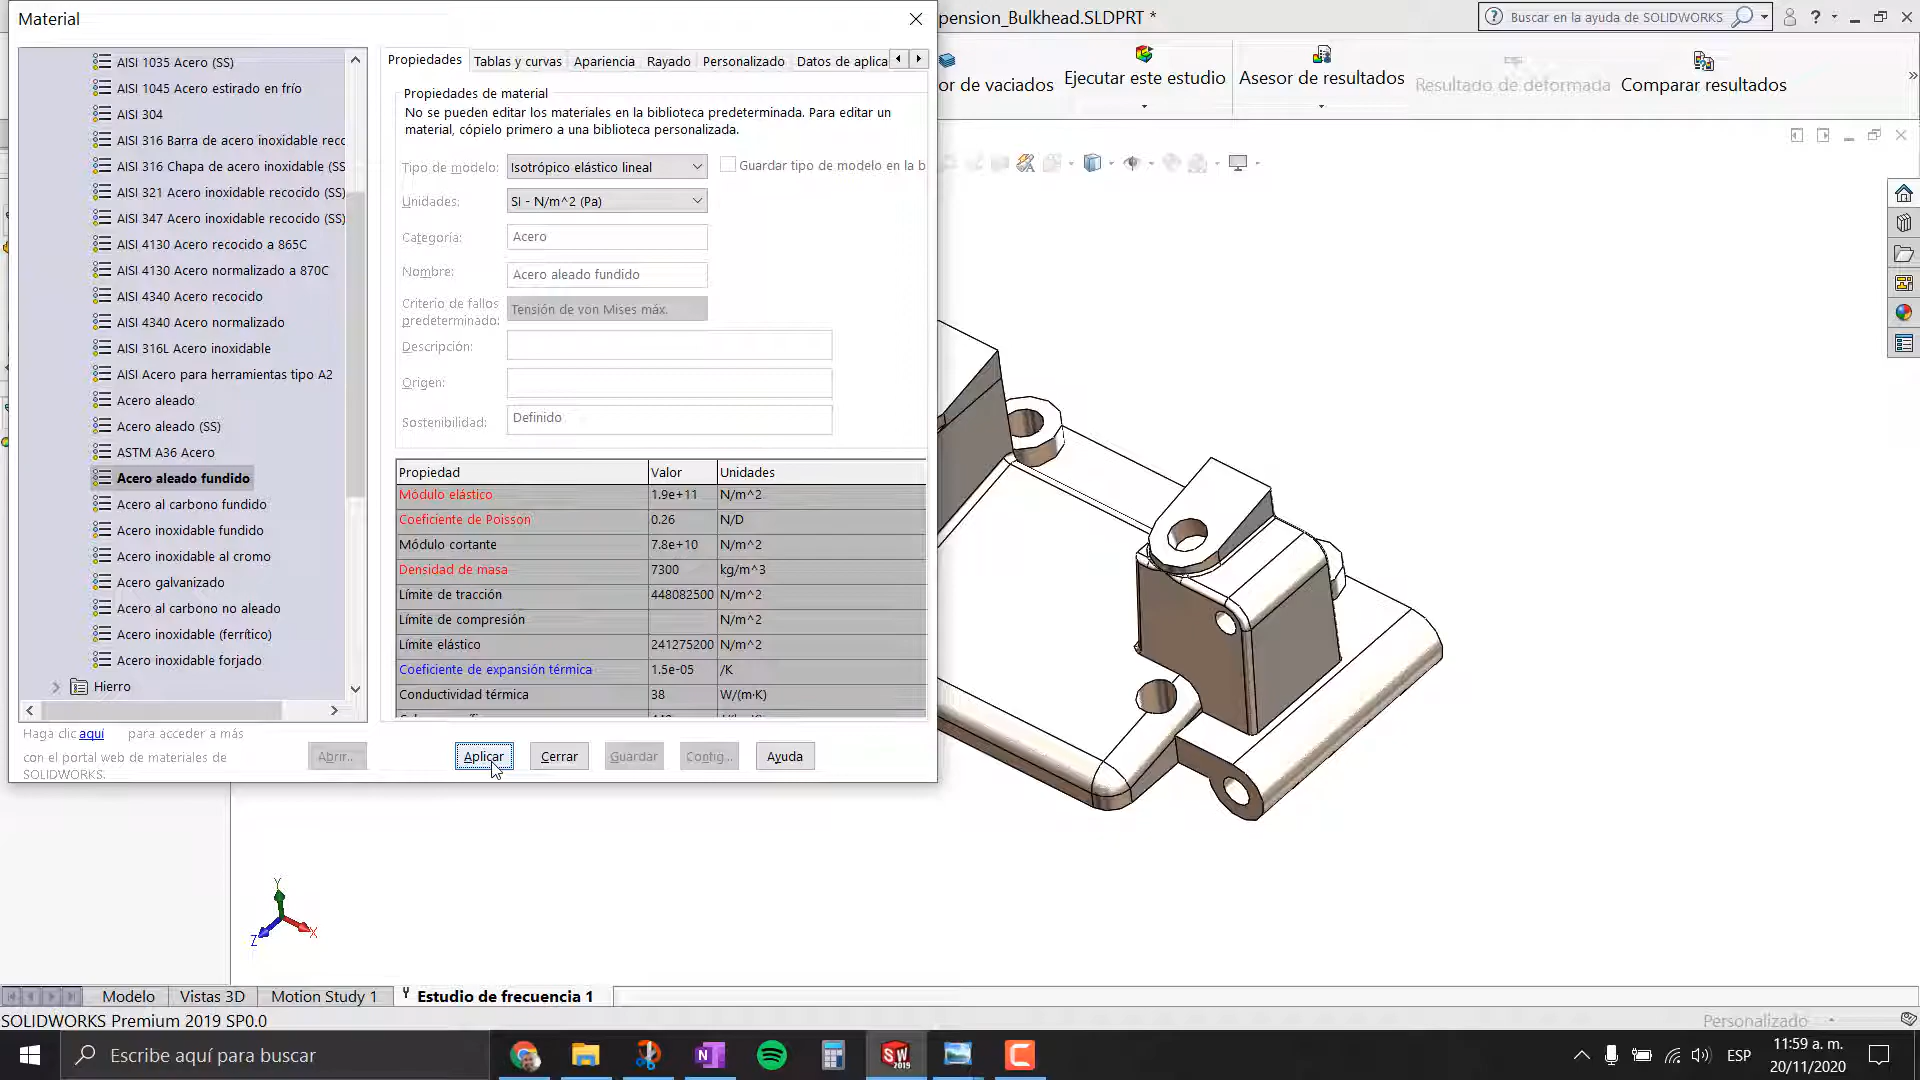 Material
pension_Bulkhead.SLDPRT *
Buscar en la ayuda de SOLIDWORKS
?
or de vaciados
Ejecutar este estudio
Asesor de resultados
Resultado de deformada
Comparar resultados
»
AISI 1035 Acero (SS)
AISI 1045 Acero estirado en frío
AISI 304
AISI 316 Barra de acero inoxidable reco
AISI 316 Chapa de acero inoxidable (SS
AISI 321 Acero inoxidable recocido (SS)
AISI 347 Acero inoxidable recocido (SS)
AISI 4130 Acero recocido a 865C
AISI 4130 Acero normalizado a 870C
AISI 4340 Acero recocido
AISI 4340 Acero normalizado
AISI 316L Acero inoxidable
AISI Acero para herramientas tipo A2
Acero aleado
Acero aleado (SS)
ASTM A36 Acero
Acero aleado fundido
Acero al carbono fundido
Acero inoxidable fundido
Acero inoxidable al cromo
Acero galvanizado
Acero al carbono no aleado
Acero inoxidable (ferrítico)
Acero inoxidable forjado
Hierro
Haga clic aquí para acceder a más
con el portal web de materiales de
SOLIDWORKS.
Propiedades Tablas y curvas Apariencia Rayado Personalizado Datos de aplica
Propiedades de material
No se pueden editar los materiales en la biblioteca predeterminada. Para editar un
material, cópielo primero a una biblioteca personalizada.
Tipo de modelo: Isotrópico elástico lineal Guardar tipo de modelo en la b
Unidades: SI - N/m^2 (Pa)
Categoría: Acero
Nombre: Acero aleado fundido
Criterio de fallos
predeterminado: Tensión de von Mises máx.
Descripción:
Origen:
Sostenibilidad: Definido
Propiedad Valor Unidades
Módulo elástico 1.9e+11 N/m^2
Coeficiente de Poisson 0.26 N/D
Módulo cortante 7.8e+10 N/m^2
Densidad de masa 7300 kg/m^3
Límite de tracción 448082500 N/m^2
Límite de compresión N/m^2
Límite elástico 241275200 N/m^2
Coeficiente de expansión térmica 1.5e-05 /K
Conductividad térmica 38 W/(m·K)
Abrir... Aplicar Cerrar Guardar Config... Ayuda
Y
Z
X
Modelo Vistas 3D Motion Study 1 Estudio de frecuencia 1
SOLIDWORKS Premium 2019 SP0.0
Personalizado
Escribe aquí para buscar
N
SW
2019
ESP
11:59 a. m.
20/11/2020